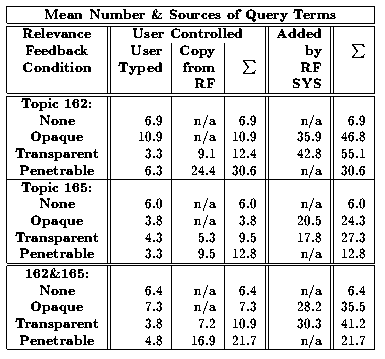 Mean Number & Sources of Query Terms
Relevance User Controlled Added
Feedback User Copy by ∑
Condition Typed from ∑ RF
RF SYS
Topic 162:
None 6.9 n/a 6.9 n/a 6.9
Opaque 10.9 n/a 10.9 35.9 46.8
Transparent 3.3 9.1 12.4 42.8 55.1
Penetrable 6.3 24.4 30.6 n/a 30.6
Topic 165:
None 6.0 n/a 6.0 n/a 6.0
Opaque 3.8 n/a 3.8 20.5 24.3
Transparent 4.3 5.3 9.5 17.8 27.3
Penetrable 3.3 9.5 12.8 n/a 12.8
162&165:
None 6.4 n/a 6.4 n/a 6.4
Opaque 7.3 n/a 7.3 28.2 35.5
Transparent 3.8 7.2 10.9 30.3 41.2
Penetrable 4.8 16.9 21.7 n/a 21.7